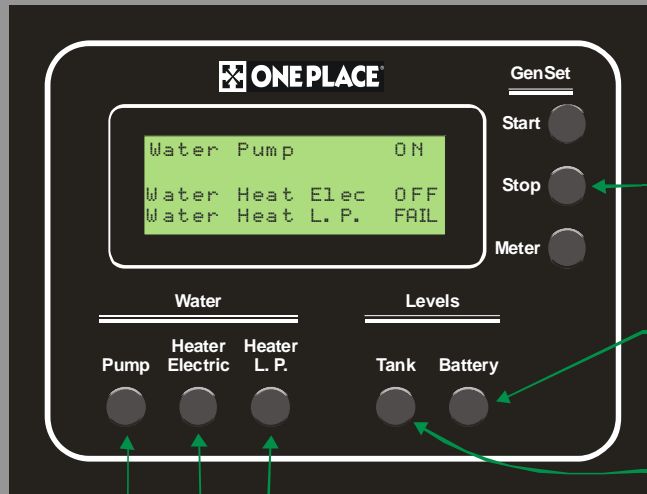 ONE PLACE
GenSet
Start
Stop
Meter
Water Pump ON
Water Heat Elec OFF
Water Heat L.P. FAIL
Water
Levels
Pump
Heater
Electric
Heater
L. P.
Tank
Battery